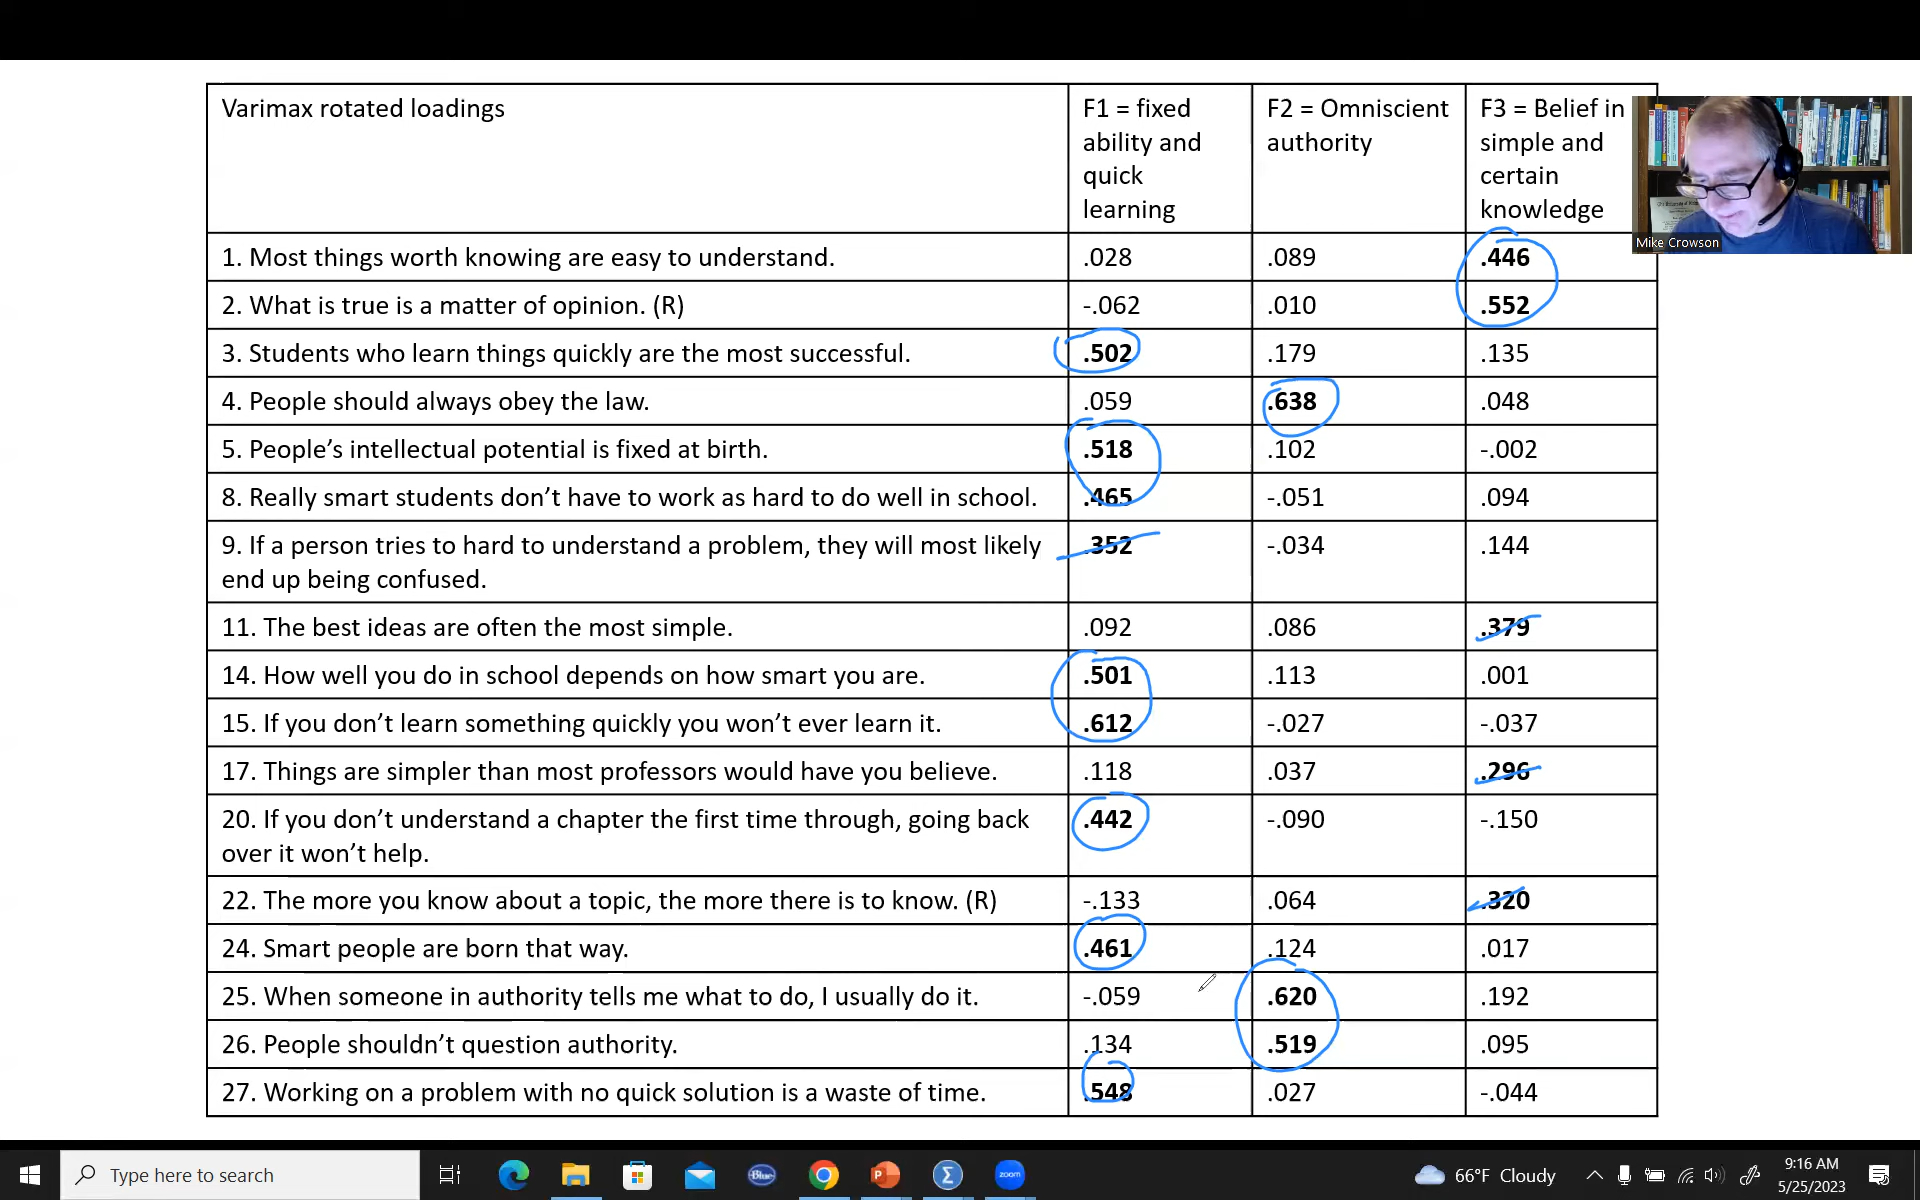 Varimax rotated loadings F1 = fixed ability and quick learning F2 = Omniscient authority F3 = Belief in simple and certain knowledge
Mike Crowson
1. Most things worth knowing are easy to understand. .028 .089 .446
2. What is true is a matter of opinion. (R) -.062 .010 .552
3. Students who learn things quickly are the most successful. .502 .179 .135
4. People should always obey the law. .059 .638 .048
5. People’s intellectual potential is fixed at birth. .518 .102 -.002
8. Really smart students don’t have to work as hard to do well in school. .465 -.051 .094
9. If a person tries to hard to understand a problem, they will most likely .352 -.034 .144
end up being confused.
11. The best ideas are often the most simple. .092 .086 .379
14. How well you do in school depends on how smart you are. .501 .113 .001
15. If you don’t learn something quickly you won’t ever learn it. .612 -.027 -.037
17. Things are simpler than most professors would have you believe. .118 .037 .296
20. If you don’t understand a chapter the first time through, going back .442 -.090 -.150
over it won’t help.
22. The more you know about a topic, the more there is to know. (R) -.133 .064 .320
24. Smart people are born that way. .461 .124 .017
25. When someone in authority tells me what to do, I usually do it. -.059 .620 .192
26. People shouldn’t question authority. .134 .519 .095
27. Working on a problem with no quick solution is a waste of time. .548 .027 -.044
Type here to search
Blue
zoom
66°F Cloudy
9:16 AM
5/25/2023